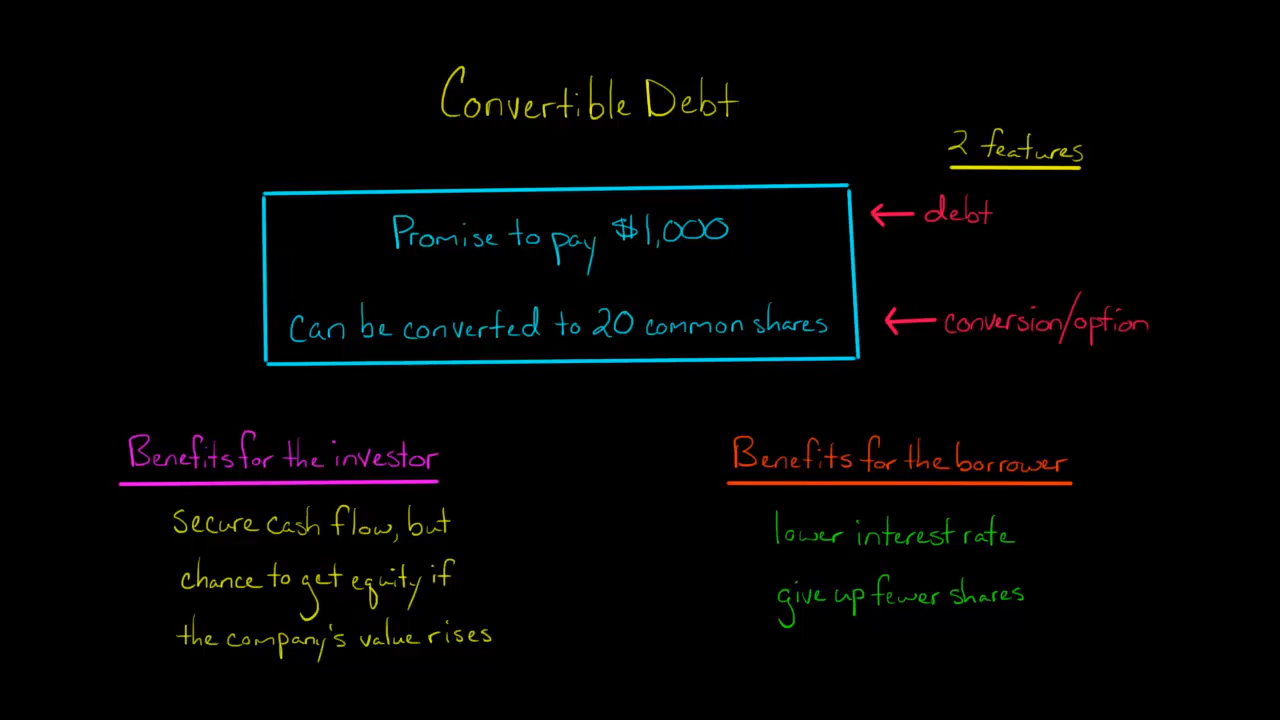 Convertible Debt
2 features
Promise to pay $1,000
debt
can be converted to 20 common shares
conversion/option
Benefits for the investor
secure cash flow, but
chance to get equity if
the company's value rises
Benefits for the borrower
lower interest rate
give up fewer shares